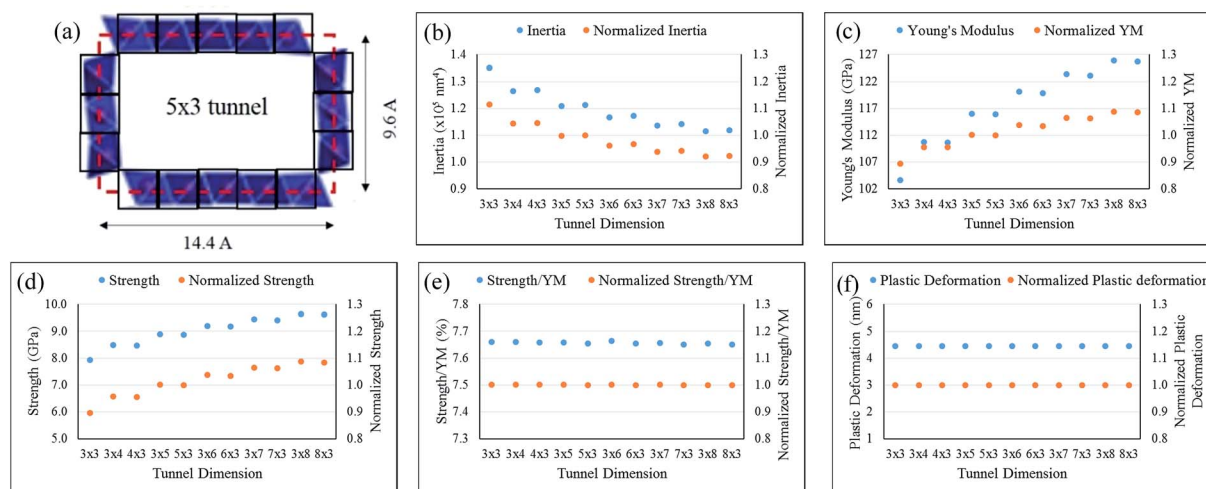 (a)
5x3 tunnel
9.6 A
14.4 A
(b)
Inertia
Normalized Inertia
1.4
1.3
1.2
1.1
1.0
0.9
Inertia (x10⁵ nm⁴)
1.3
1.2
1.1
1.0
0.9
0.8
Normalized Inertia
3x3 3x4 4x3 3x5 5x3 3x6 6x3 3x7 7x3 3x8 8x3
Tunnel Dimension
(c)
Young's Modulus
Normalized YM
127
122
117
112
107
102
Young's Modulus (GPa)
1.3
1.2
1.1
1.0
0.9
0.8
Normalized YM
3x3 3x4 4x3 3x5 5x3 3x6 6x3 3x7 7x3 3x8 8x3
Tunnel Dimension
(d)
Strength
Normalized Strength
10.0
9.0
8.0
7.0
6.0
5.0
Strength (GPa)
1.3
1.2
1.1
1.0
0.9
0.8
Normalized Strength
3x3 3x4 4x3 3x5 5x3 3x6 6x3 3x7 7x3 3x8 8x3
Tunnel Dimension
(e)
Strength/YM
Normalized Strength/YM
7.8
7.7
7.6
7.5
7.4
7.3
Strength/YM (%)
1.3
1.2
1.1
1.0
0.9
0.8
Normalized Strength/YM
3x3 3x4 4x3 3x5 5x3 3x6 6x3 3x7 7x3 3x8 8x3
Tunnel Dimension
(f)
Plastic Deformation
Normalized Plastic deformation
6
5
4
3
2
1
Plastic Deformation (nm)
1.3
1.2
1.1
1.0
0.9
0.8
Normalized Plastic
Deformation
3x3 3x4 4x3 3x5 5x3 3x6 6x3 3x7 7x3 3x8 8x3
Tunnel Dimension